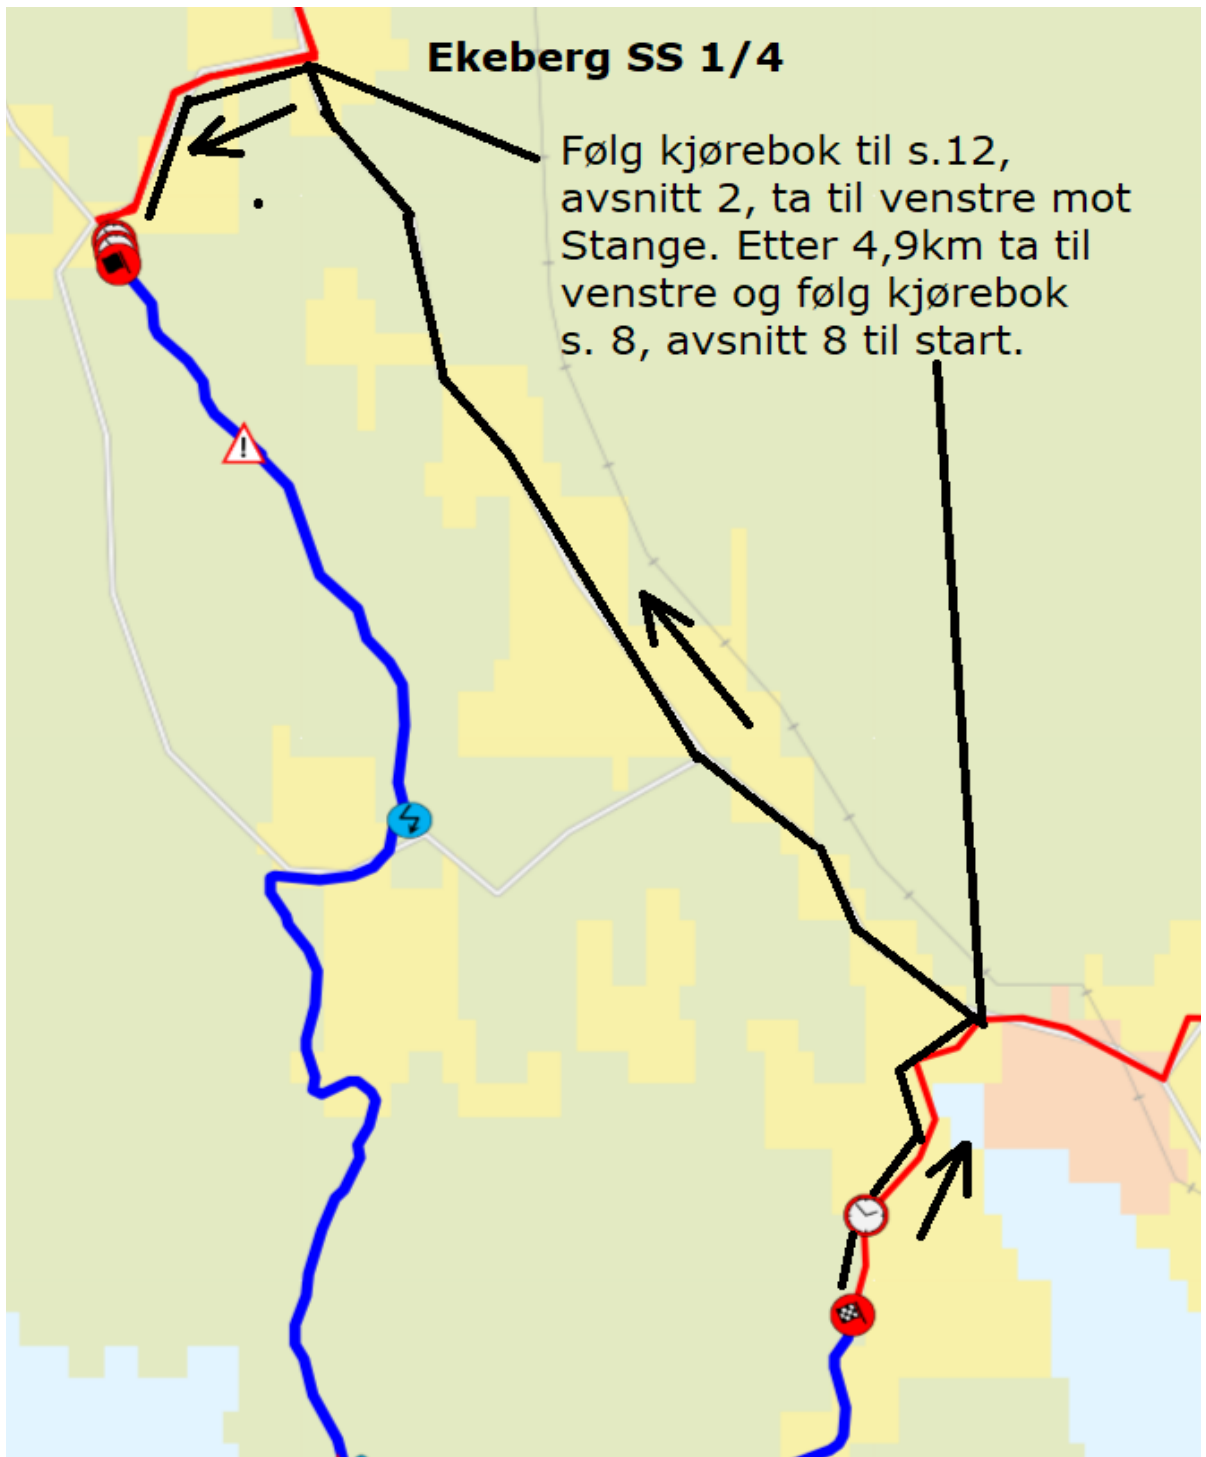 Ekeberg SS 1/4
Følg kjørebok til s.12,
avsnitt 2, ta til venstre mot
Stange. Etter 4,9km ta til
venstre og følg kjørebok
s. 8, avsnitt 8 til start.
!